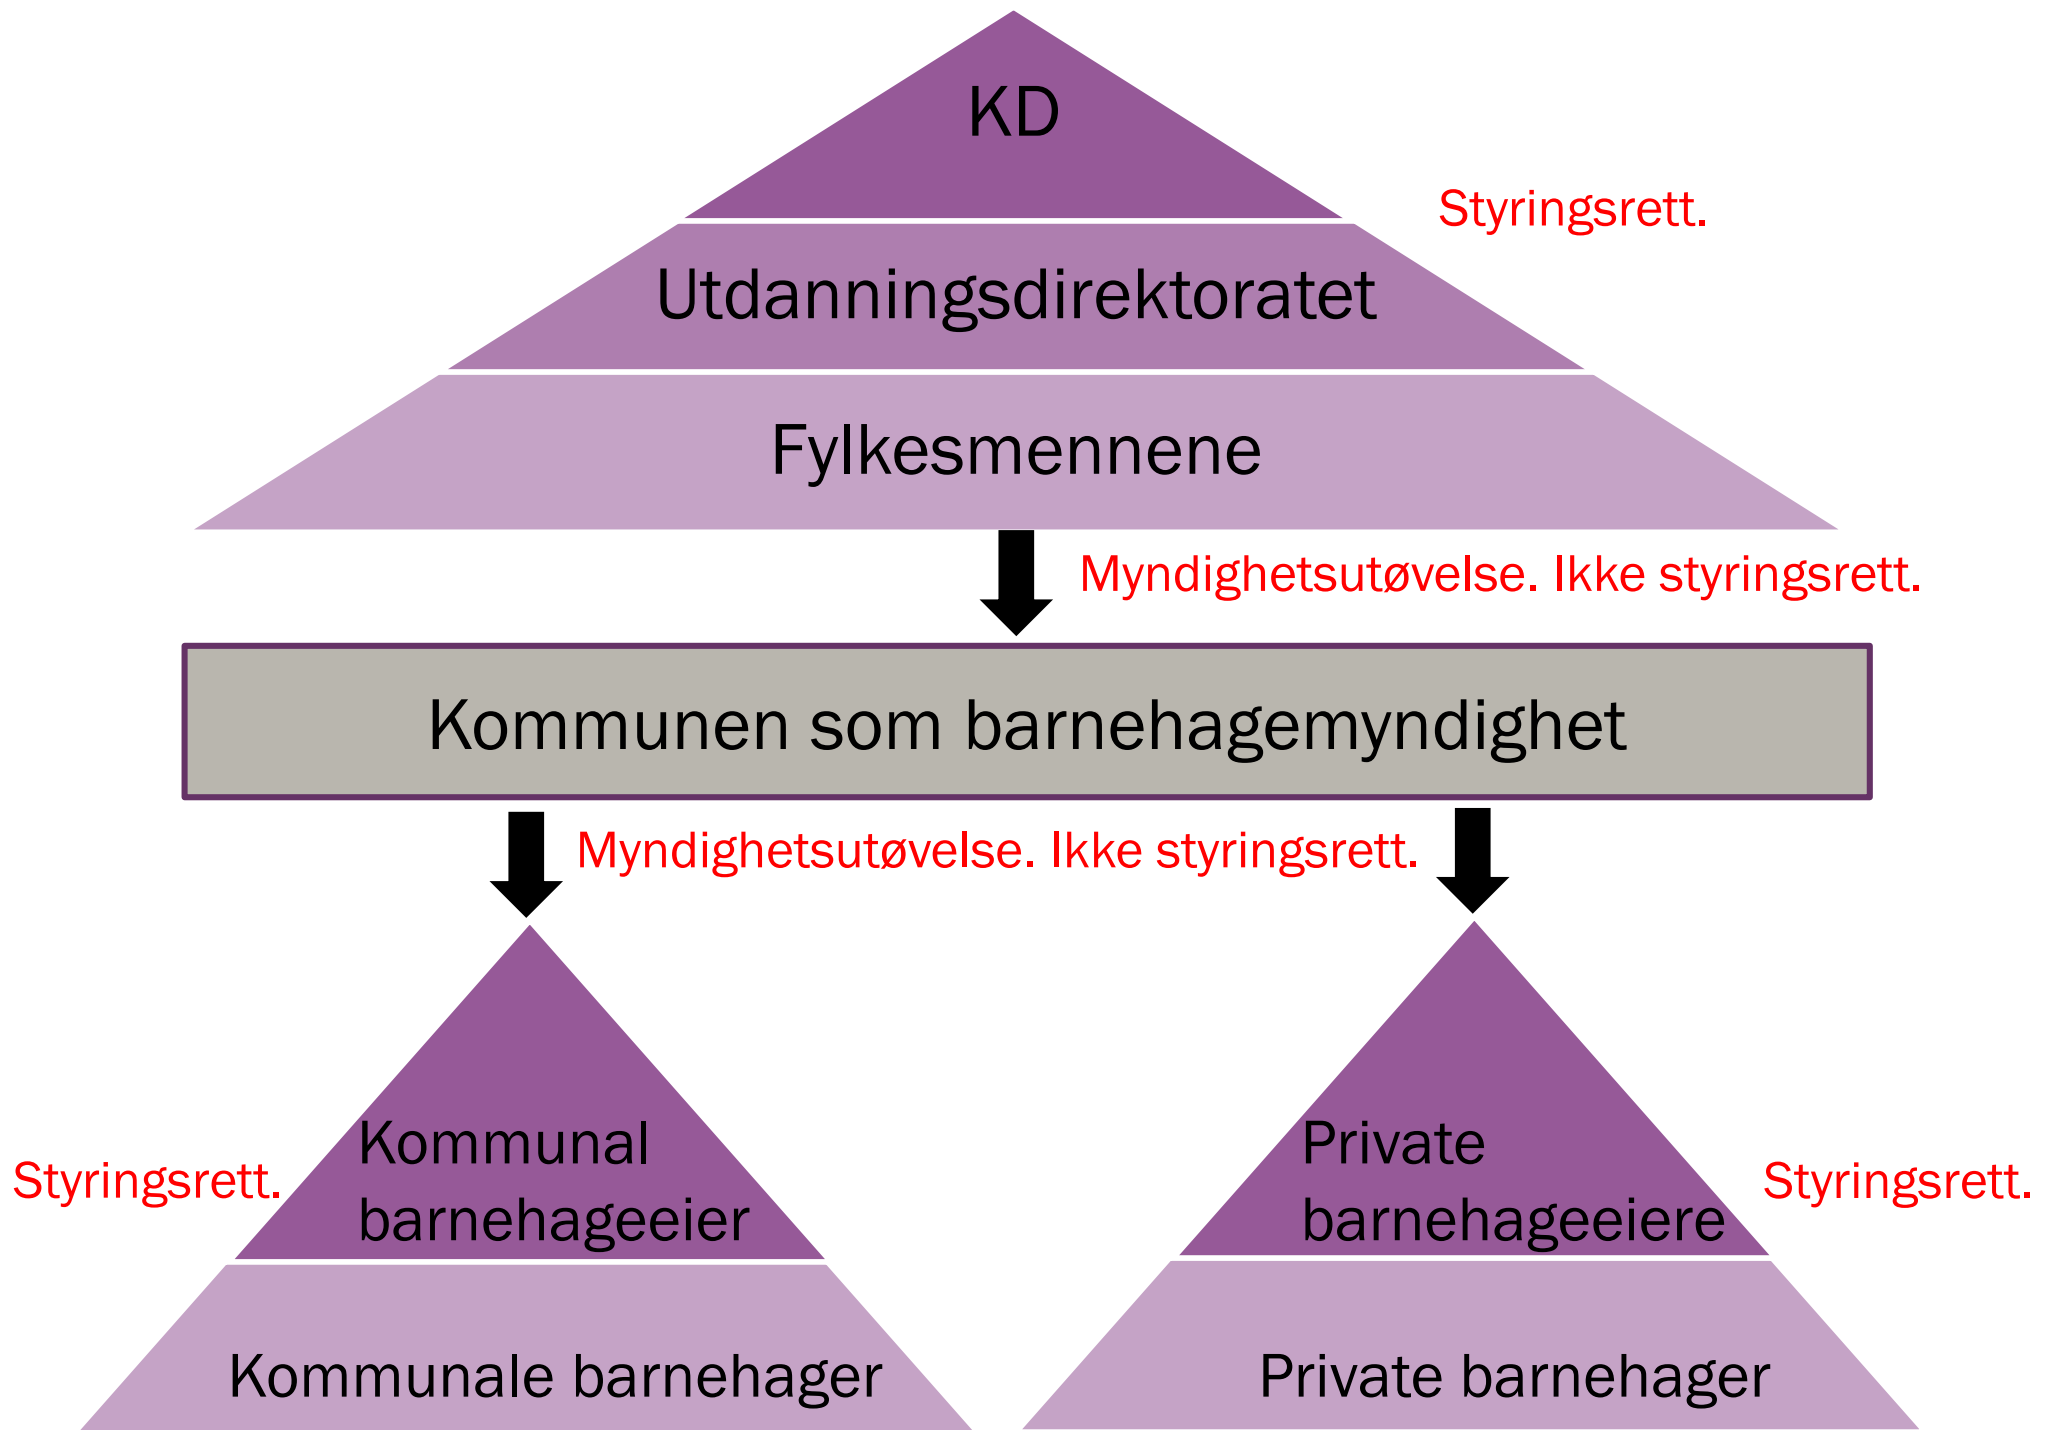 KD
Styringsrett.
Utdanningsdirektoratet
Fylkesmennene
Myndighetsutøvelse. Ikke styringsrett.
Kommunen som barnehagemyndighet
Myndighetsutøvelse. Ikke styringsrett.
Kommunal
barnehageeier
Styringsrett.
Kommunale barnehager
Private
barnehageeiere
Styringsrett.
Private barnehager